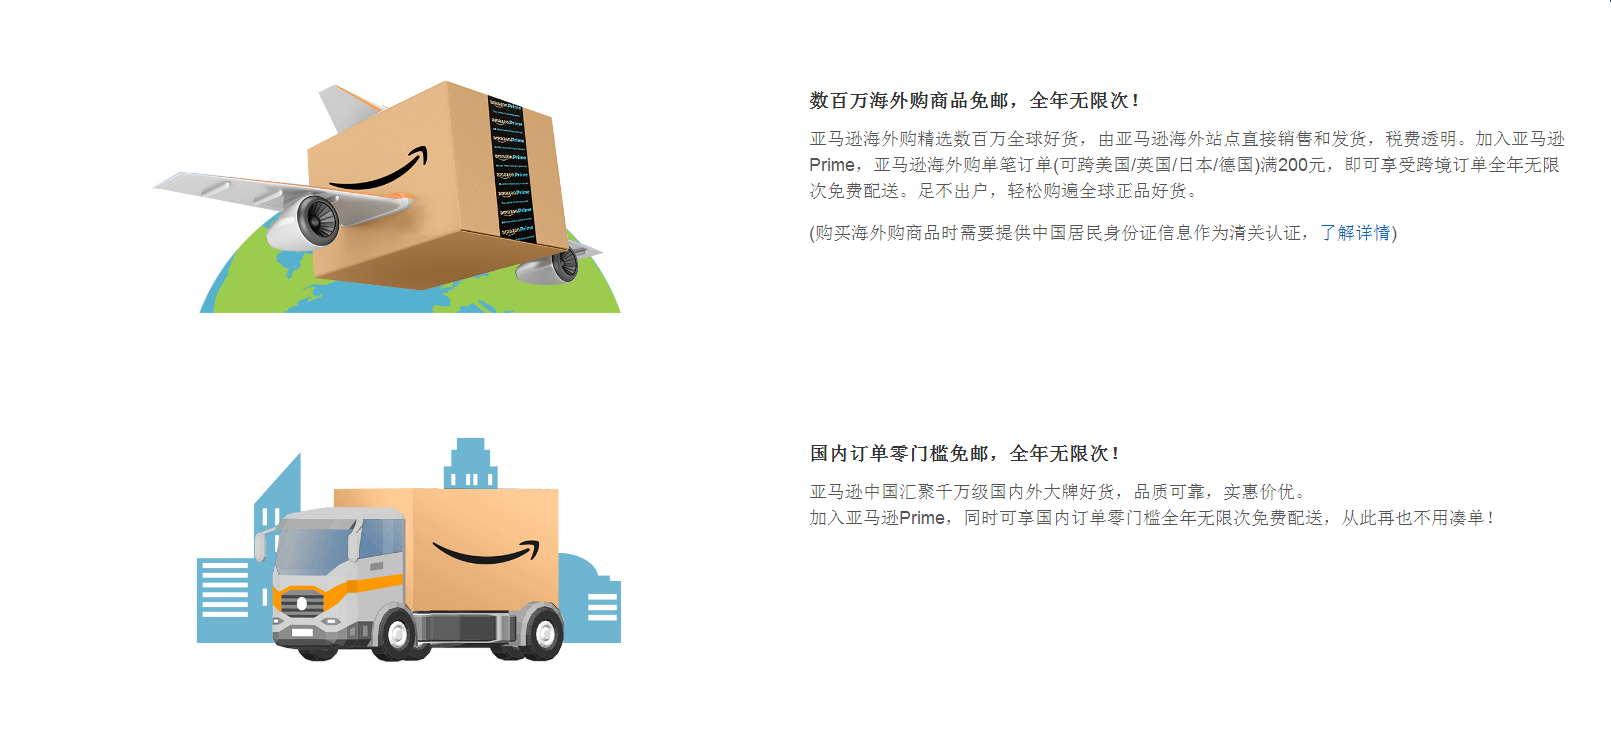 数百万海外购商品免邮，全年无限次！
亚马逊海外购精选数百万全球好货，由亚马逊海外站点直接销售和发货，税费透明。加入亚马逊
Prime，亚马逊海外购单笔订单(可跨美国/英国/日本/德国)满200元，即可享受跨境订单全年无限
次免费配送。足不出户，轻松购遍全球正品好货。
(购买海外购商品时需要提供中国居民身份证信息作为清关认证，了解详情)
amazonPrime
amazonPrime
amazonPrime
amazonPrime
amazonPrime
amazonPrime
amazonPrime
amazonPrime
国内订单零门槛免邮，全年无限次！
亚马逊中国汇聚千万级国内外大牌好货，品质可靠，实惠价优。
加入亚马逊Prime，同时可享国内订单零门槛全年无限次免费配送，从此再也不用凑单！